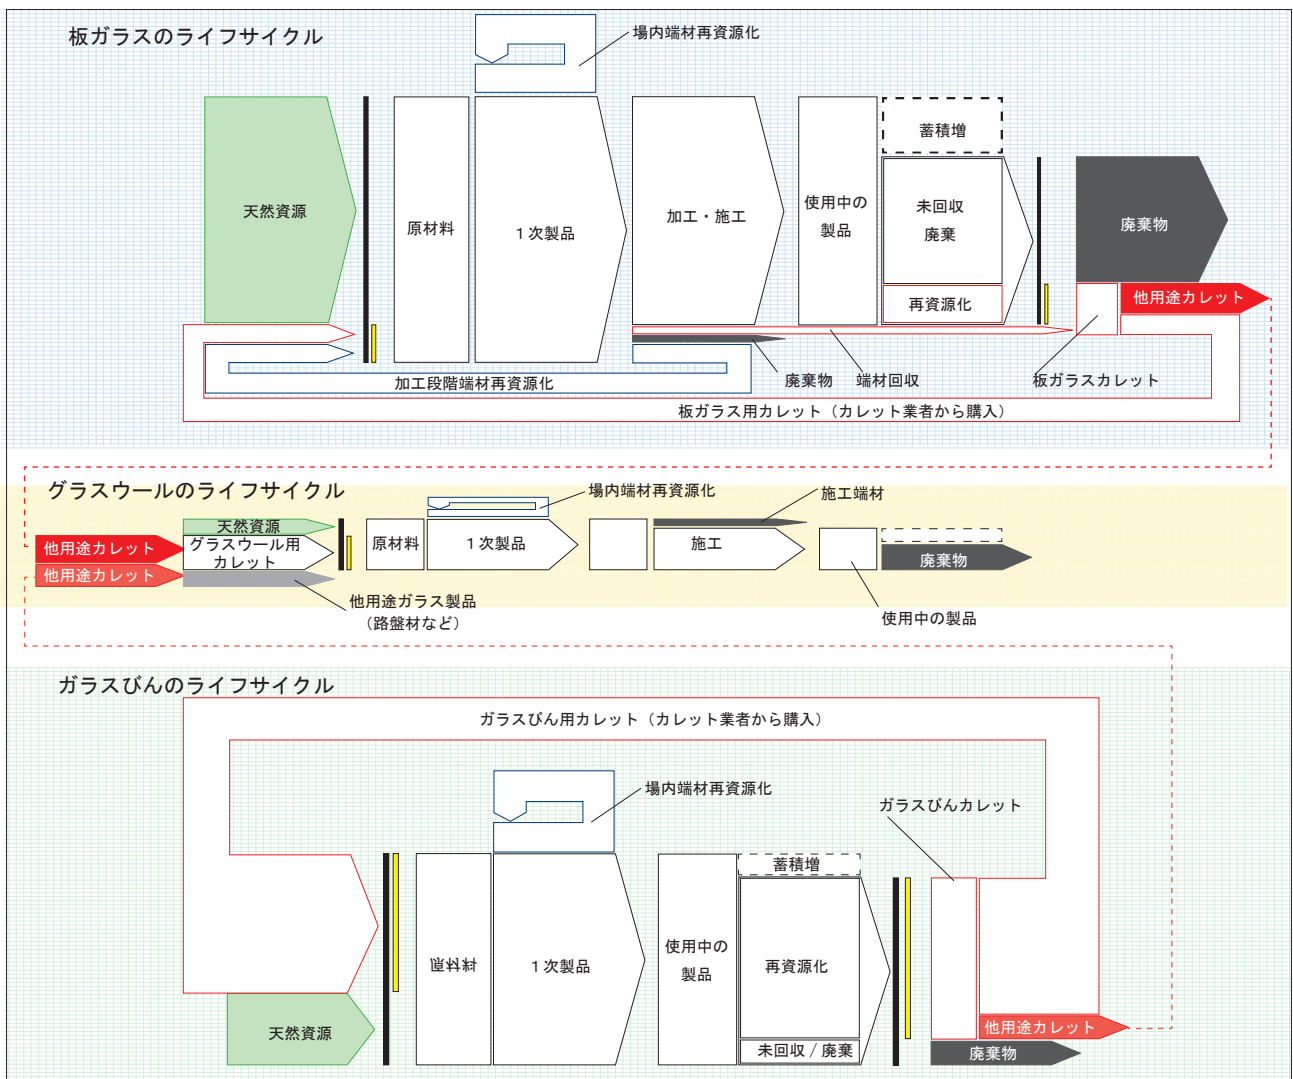 板ガラスのライフサイクル
場内端材再資源化
天然資源
原材料
1次製品
加工・施工
使用中の
製品
蓄積増
未回収
廃棄
再資源化
廃棄物
他用途カレット
加工段階端材再資源化
廃棄物
端材回収
板ガラスカレット
板ガラス用カレット（カレット業者から購入）
グラスウールのライフサイクル
場内端材再資源化
施工端材
天然資源
他用途カレット
グラスウール用
カレット
他用途カレット
原材料
1次製品
施工
廃棄物
他用途ガラス製品
（路盤材など）
使用中の製品
ガラスびんのライフサイクル
ガラスびん用カレット（カレット業者から購入）
場内端材再資源化
ガラスびんカレット
蓄積増
1次製品
使用中の
製品
再資源化
天然資源
未回収 / 廃棄
他用途カレット
廃棄物